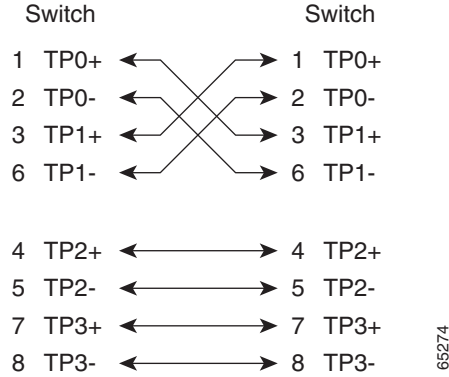 Switch Switch
1 TP0+ 1 TP0+
2 TP0- 2 TP0-
3 TP1+ 3 TP1+
6 TP1- 6 TP1-
4 TP2+ 4 TP2+
5 TP2- 5 TP2-
7 TP3+ 7 TP3+
8 TP3- 8 TP3-
65274